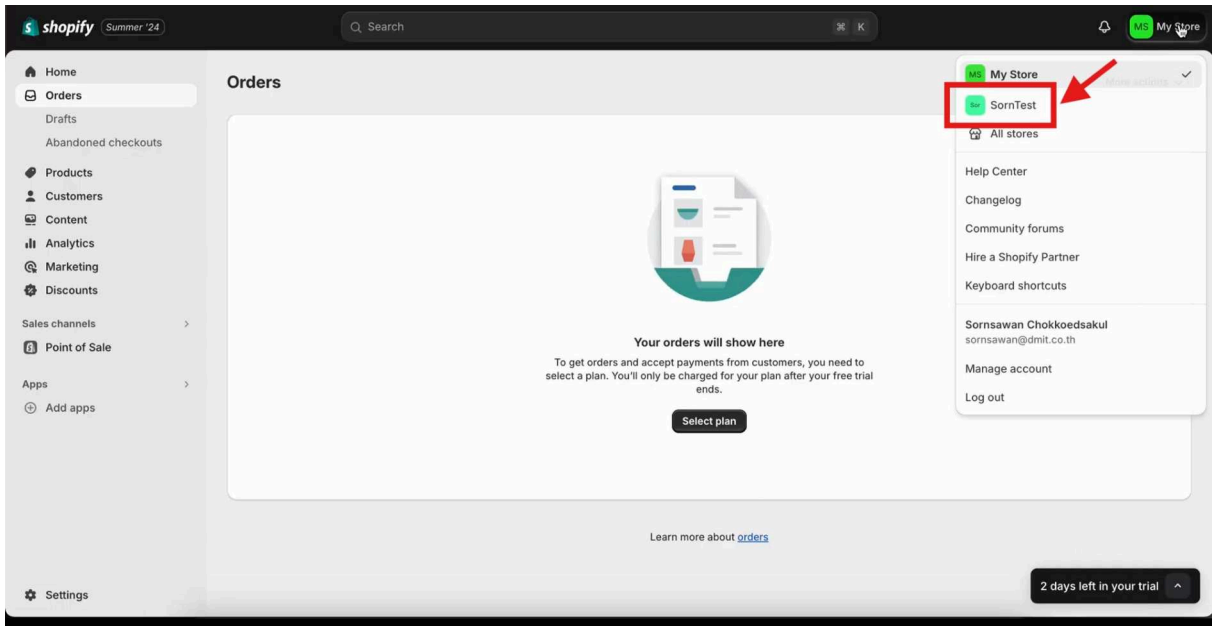 shopify Summer '24
Search
⌘ K
MS My Store
Home
Orders
Drafts
Abandoned checkouts
Products
Customers
Content
Analytics
Marketing
Discounts
Sales channels
Point of Sale
Apps
Add apps
Settings
Orders
More actions
Your orders will show here
To get orders and accept payments from customers, you need to
select a plan. You'll only be charged for your plan after your free trial
ends.
Select plan
Learn more about orders
MS My Store
Sor SornTest
All stores
Help Center
Changelog
Community forums
Hire a Shopify Partner
Keyboard shortcuts
Sornsawan Chokkoedsakul
sornsawan@dmit.co.th
Manage account
Log out
2 days left in your trial